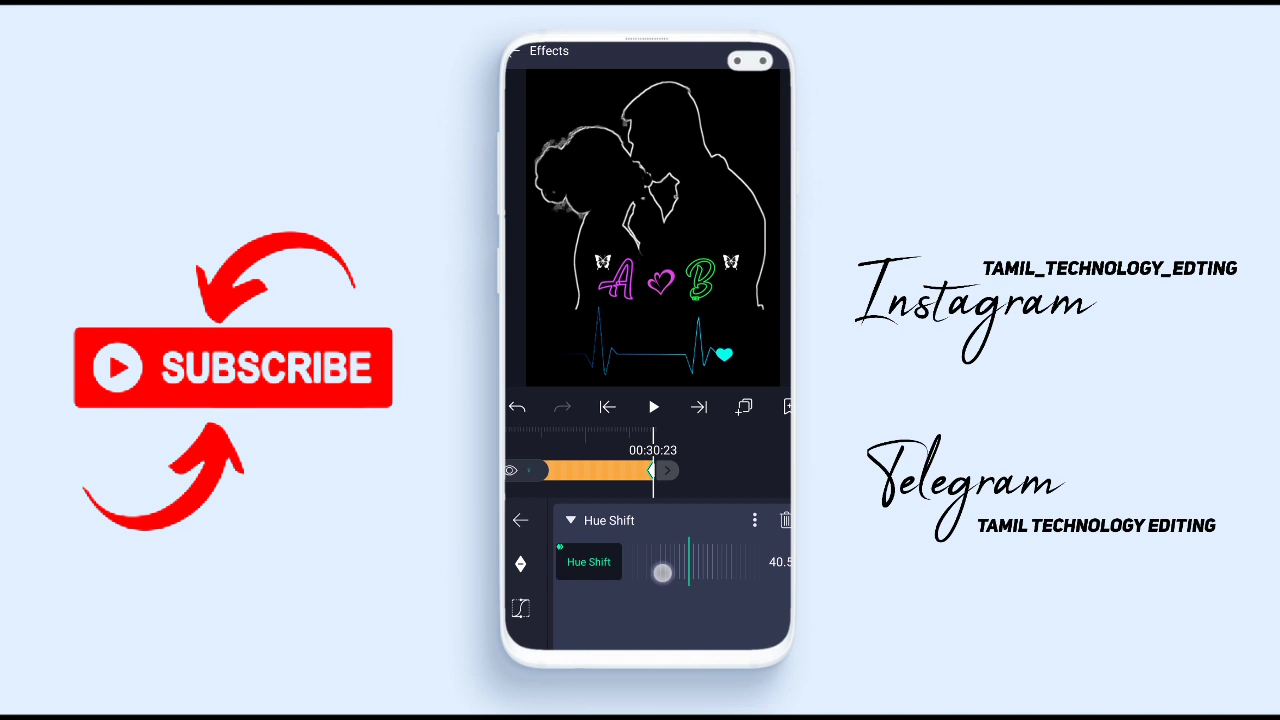 Effects
A B
00:30:23
Hue Shift
Hue Shift
40.5
SUBSCRIBE
TAMIL_TECHNOLOGY_EDTING
Instagram
Telegram
TAMIL TECHNOLOGY EDITING